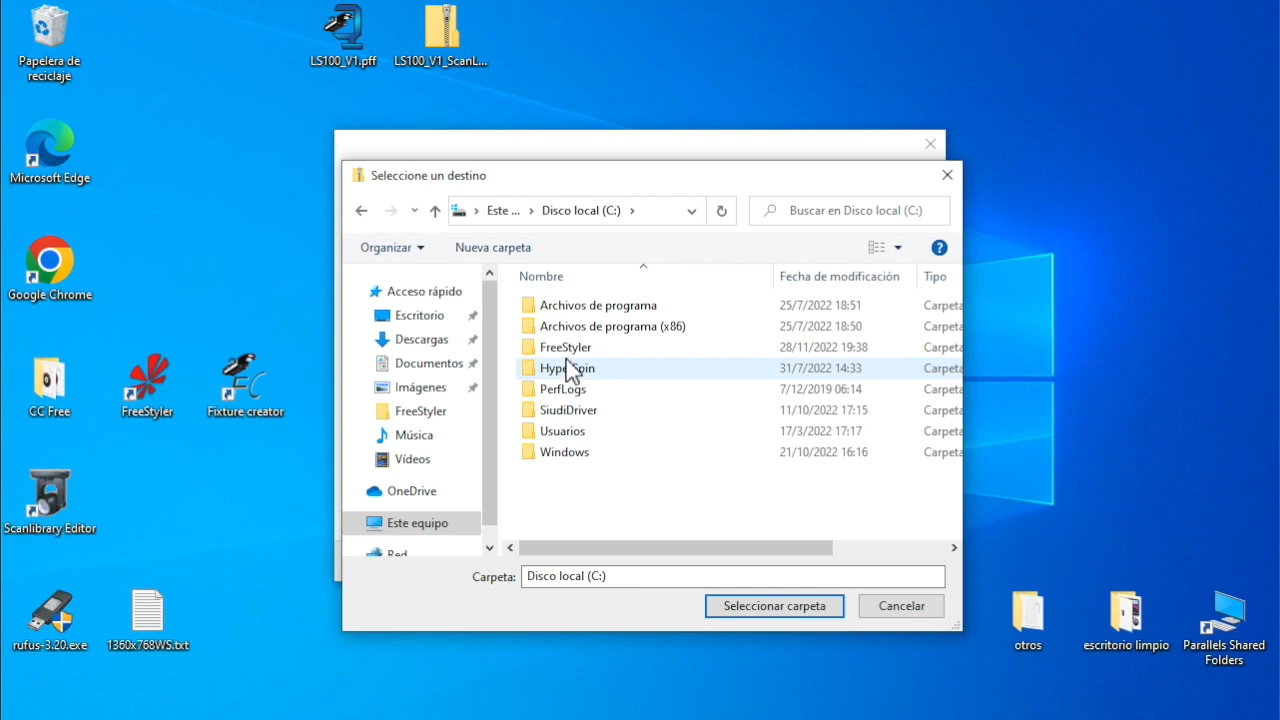 Papelera de
reciclaje
LS100_V1.pff
LS100_V1_ScanL...
Microsoft Edge
Google Chrome
CC Free
FreeStyler
Fixture creator
Scanlibrary Editor
rufus-3.20.exe
1360x768WS.txt
Seleccione un destino
Este ... > Disco local (C:) >
Buscar en Disco local (C:)
Organizar
Nueva carpeta
Acceso rápido
Escritorio
Descargas
Documentos
Imágenes
FreeStyler
Música
Vídeos
OneDrive
Este equipo
Red
Nombre Fecha de modificación Tipo
Archivos de programa 25/7/2022 18:51 Carpeta
Archivos de programa (x86) 25/7/2022 18:50 Carpeta
FreeStyler 28/11/2022 19:38 Carpeta
HyperSpin 31/7/2022 14:33 Carpeta
PerfLogs 7/12/2019 06:14 Carpeta
SiudiDriver 11/10/2022 17:15 Carpeta
Usuarios 17/3/2022 17:17 Carpeta
Windows 21/10/2022 16:16 Carpeta
Carpeta: Disco local (C:)
Seleccionar carpeta
Cancelar
otros
escritorio limpio
Parallels Shared
Folders